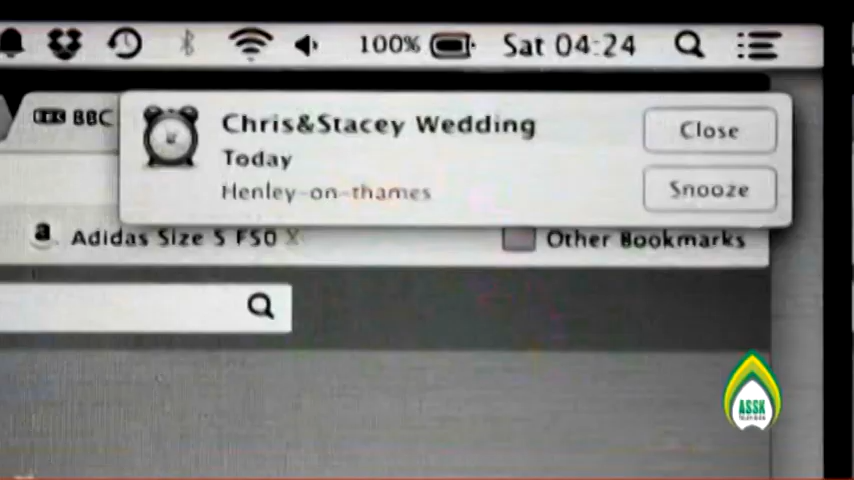 100% Sat 04:24
BBC
Chris&Stacey Wedding
Today
Henley-on-thames
Close
Snooze
a Adidas Size 5 F50 X
Other Bookmarks
ASSK